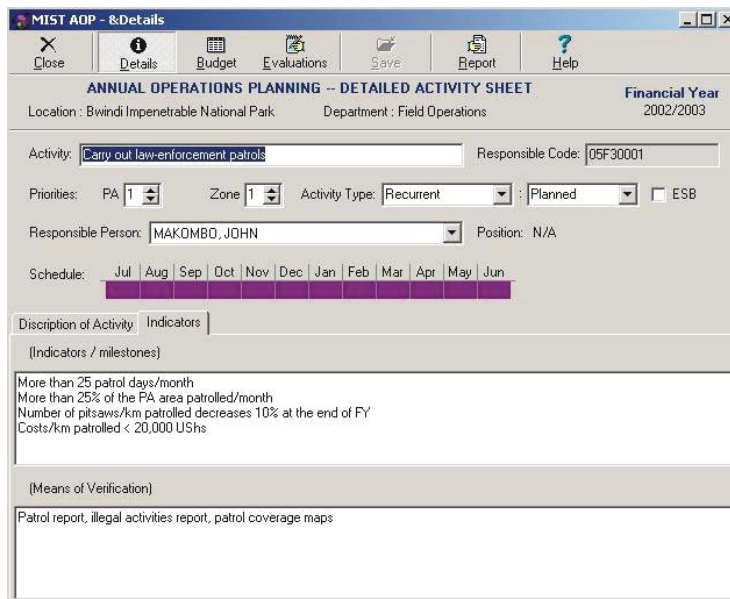 MIST AOP - &Details
Close Details Budget Evaluations Save Report Help
ANNUAL OPERATIONS PLANNING -- DETAILED ACTIVITY SHEET
Financial Year
Location : Bwindi Impenetrable National Park Department : Field Operations 2002/2003
Activity: Carry out law-enforcement patrols Responsible Code: 05F30001
Priorities: PA 1 Zone 1 Activity Type: Recurrent : Planned ESB
Responsible Person: MAKOMBO, JOHN Position: N/A
Schedule: Jul Aug Sep Oct Nov Dec Jan Feb Mar Apr May Jun
Discription of Activity Indicators
(Indicators / milestones)
More than 25 patrol days/month
More than 25% of the PA area patrolled/month
Number of pitsaws/km patrolled decreases 10% at the end of FY
Costs/km patrolled < 20,000 UShs
(Means of Verification)
Patrol report, illegal activities report, patrol coverage maps